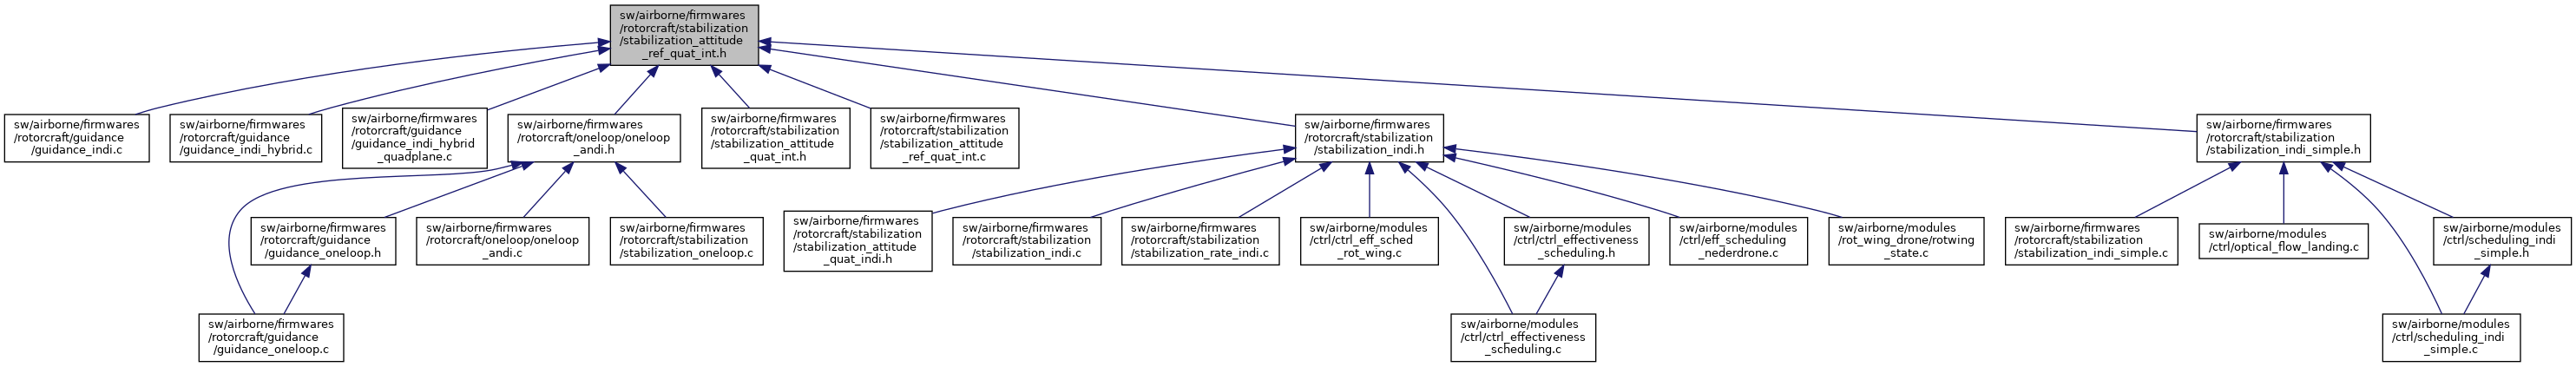 sw/airborne/firmwares
/rotorcraft/stabilization
/stabilization_attitude
_ref_quat_int.h
sw/airborne/firmwares
/rotorcraft/guidance
/guidance_indi.c
sw/airborne/firmwares
/rotorcraft/guidance
/guidance_indi_hybrid.c
sw/airborne/firmwares
/rotorcraft/guidance
/guidance_indi_hybrid
_quadplane.c
sw/airborne/firmwares
/rotorcraft/oneloop/oneloop
_andi.h
sw/airborne/firmwares
/rotorcraft/stabilization
/stabilization_attitude
_quat_int.h
sw/airborne/firmwares
/rotorcraft/stabilization
/stabilization_attitude
_ref_quat_int.c
sw/airborne/firmwares
/rotorcraft/stabilization
/stabilization_indi.h
sw/airborne/firmwares
/rotorcraft/stabilization
/stabilization_indi_simple.h
sw/airborne/firmwares
/rotorcraft/guidance
/guidance_oneloop.h
sw/airborne/firmwares
/rotorcraft/oneloop/oneloop
_andi.c
sw/airborne/firmwares
/rotorcraft/stabilization
/stabilization_oneloop.c
sw/airborne/firmwares
/rotorcraft/stabilization
/stabilization_attitude
_quat_indi.h
sw/airborne/firmwares
/rotorcraft/stabilization
/stabilization_indi.c
sw/airborne/firmwares
/rotorcraft/stabilization
/stabilization_rate_indi.c
sw/airborne/modules
/ctrl/ctrl_eff_sched
_rot_wing.c
sw/airborne/modules
/ctrl/ctrl_effectiveness
_scheduling.h
sw/airborne/modules
/ctrl/eff_scheduling
_nederdrone.c
sw/airborne/modules
/rot_wing_drone/rotwing
_state.c
sw/airborne/firmwares
/rotorcraft/stabilization
/stabilization_indi_simple.c
sw/airborne/modules
/ctrl/optical_flow_landing.c
sw/airborne/modules
/ctrl/scheduling_indi
_simple.h
sw/airborne/firmwares
/rotorcraft/guidance
/guidance_oneloop.c
sw/airborne/modules
/ctrl/ctrl_effectiveness
_scheduling.c
sw/airborne/modules
/ctrl/scheduling_indi
_simple.c